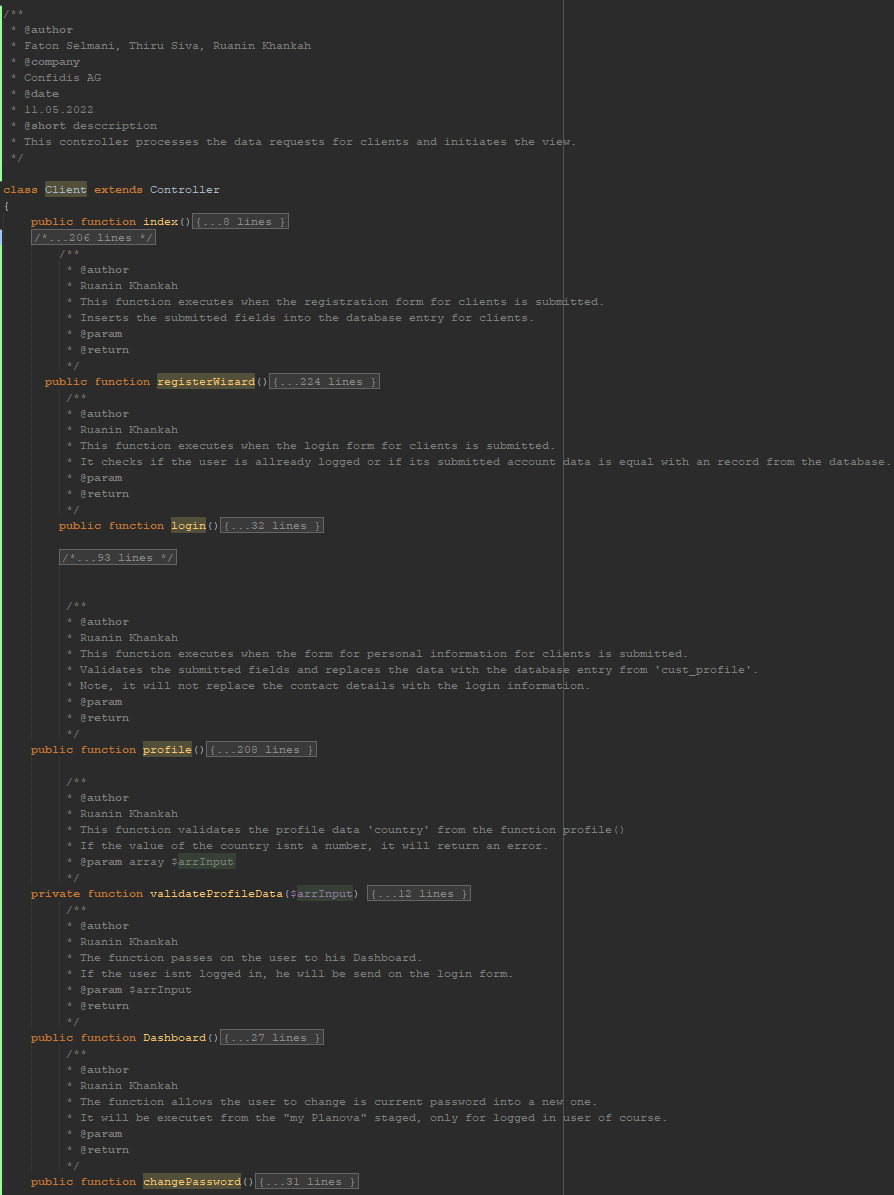 /**
* @author
* Faton Selmani, Thiru Siva, Ruanin Khankah
* @company
* Confidis AG
* @date
* 11.05.2022
* @short desccription
* This controller processes the data requests for clients and initiates the view.
*/
class Client extends Controller
{
public function index(){...8 lines }
/*...206 lines */
/**
* @author
* Ruanin Khankah
* This function executes when the registration form for clients is submitted.
* Inserts the submitted fields into the database entry for clients.
* @param
* @return
*/
public function registerWizard(){...224 lines }
/**
* @author
* Ruanin Khankah
* This function executes when the login form for clients is submitted.
* It checks if the user is allready logged or if its submitted account data is equal with an record from the database.
* @param
* @return
*/
public function login(){...32 lines }
/*...93 lines */
/**
* @author
* Ruanin Khankah
* This function executes when the form for personal information for clients is submitted.
* Validates the submitted fields and replaces the data with the database entry from 'cust_profile'.
* Note, it will not replace the contact details with the login information.
* @param
* @return
*/
public function profile(){...208 lines }
/**
* @author
* Ruanin Khankah
* This function validates the profile data 'country' from the function profile()
* If the value of the country isnt a number, it will return an error.
* @param array $arrInput
*/
private function validateProfileData($arrInput) {...12 lines }
/**
* @author
* Ruanin Khankah
* The function passes on the user to his Dashboard.
* If the user isnt logged in, he will be send on the login form.
* @param $arrInput
* @return
*/
public function Dashboard(){...27 lines }
/**
* @author
* Ruanin Khankah
* The function allows the user to change is current password into a new one.
* It will be executet from the "my Planova" staged, only for logged in user of course.
* @param
* @return
*/
public function changePassword(){...31 lines }